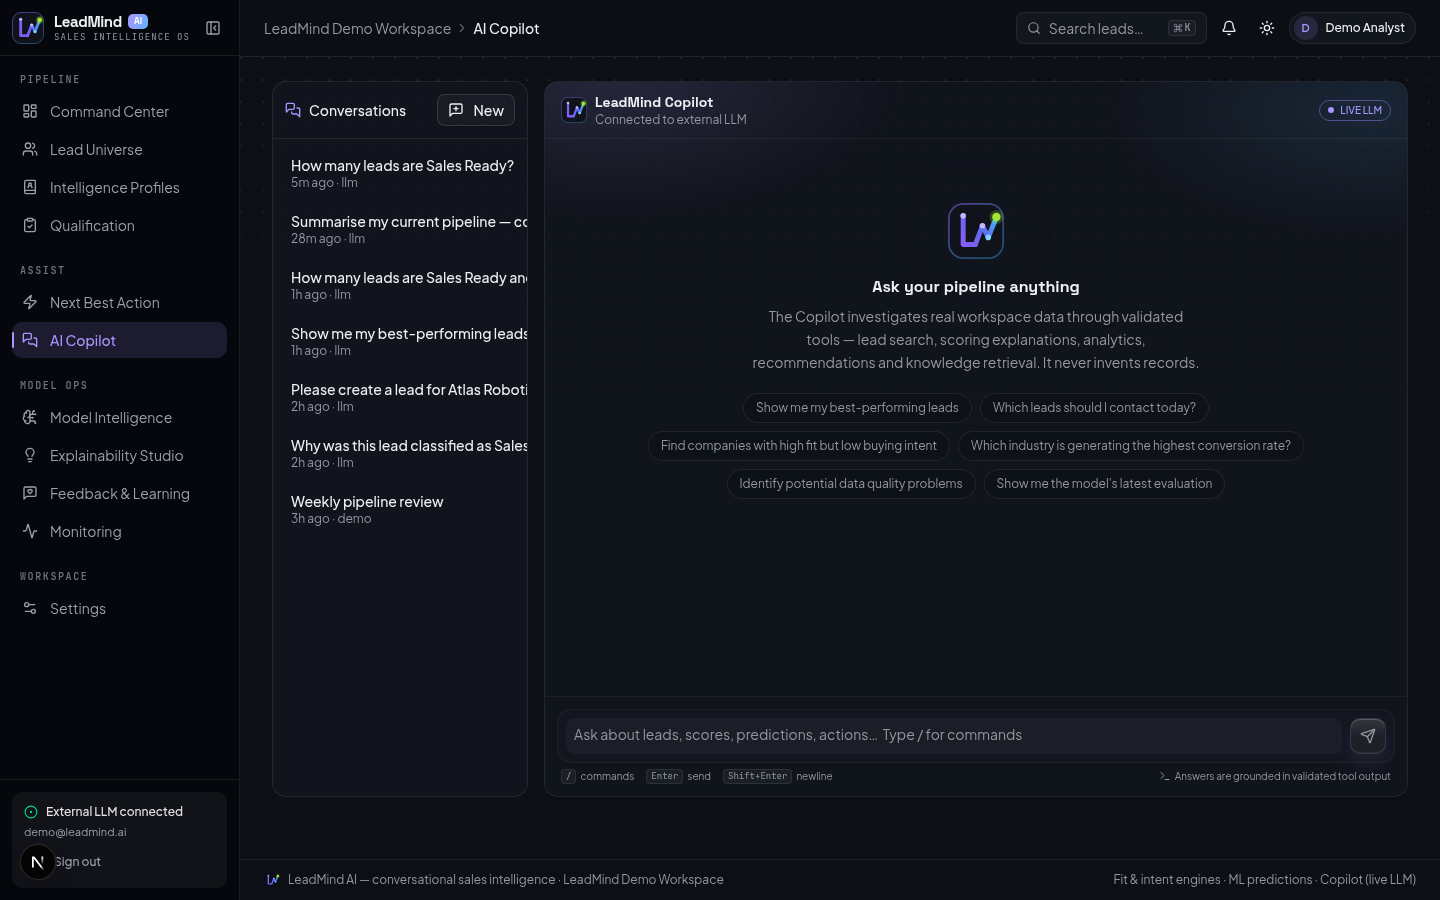 LeadMind AI
SALES INTELLIGENCE OS
PIPELINE
Command Center
Lead Universe
Intelligence Profiles
Qualification
ASSIST
Next Best Action
AI Copilot
MODEL OPS
Model Intelligence
Explainability Studio
Feedback & Learning
Monitoring
WORKSPACE
Settings
External LLM connected
demo@leadmind.ai
N
Sign out
LeadMind Demo Workspace > AI Copilot
Search leads…
⌘K
D
Demo Analyst
Conversations
New
How many leads are Sales Ready?
5m ago · llm
Summarise my current pipeline — co
28m ago · llm
How many leads are Sales Ready an
1h ago · llm
Show me my best-performing leads
1h ago · llm
Please create a lead for Atlas Roboti
2h ago · llm
Why was this lead classified as Sales
2h ago · llm
Weekly pipeline review
3h ago · demo
LeadMind Copilot
Connected to external LLM
LIVE LLM
Ask your pipeline anything
The Copilot investigates real workspace data through validated
tools — lead search, scoring explanations, analytics,
recommendations and knowledge retrieval. It never invents records.
Show me my best-performing leads
Which leads should I contact today?
Find companies with high fit but low buying intent
Which industry is generating the highest conversion rate?
Identify potential data quality problems
Show me the model's latest evaluation
Ask about leads, scores, predictions, actions… Type / for commands
/ commands Enter send Shift+Enter newline
Answers are grounded in validated tool output
LeadMind AI — conversational sales intelligence · LeadMind Demo Workspace
Fit & intent engines · ML predictions · Copilot (live LLM)